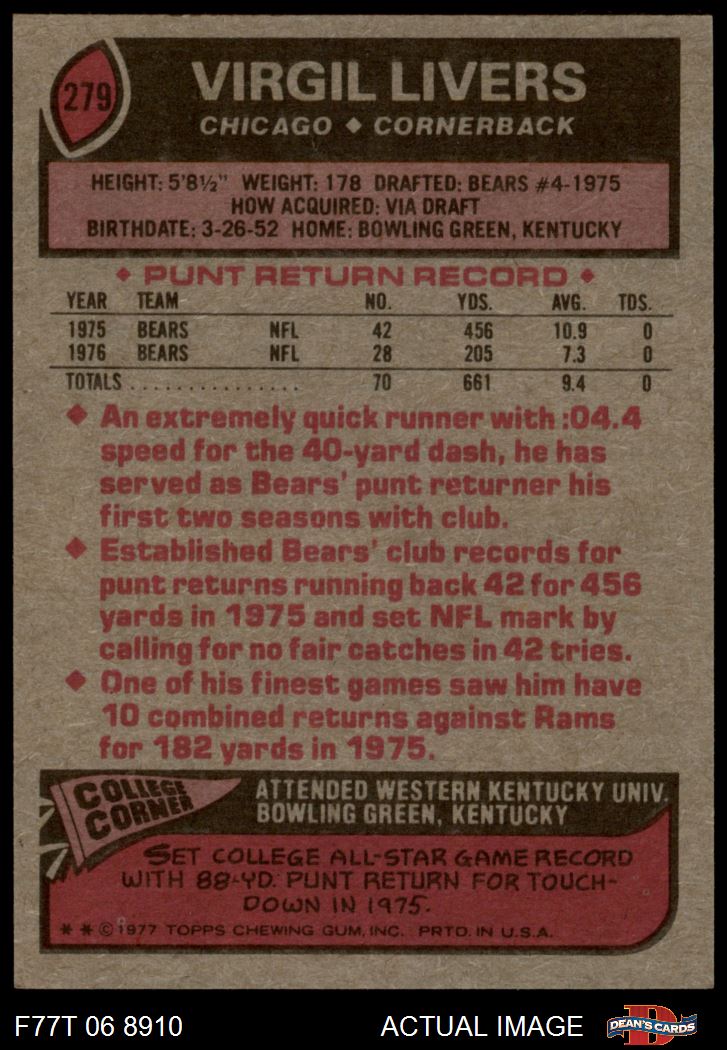 279
VIRGIL LIVERS
CHICAGO ♦ CORNERBACK
HEIGHT: 5'8½" WEIGHT: 178 DRAFTED: BEARS #4-1975
HOW ACQUIRED: VIA DRAFT
BIRTHDATE: 3-26-52 HOME: BOWLING GREEN, KENTUCKY
♦ PUNT RETURN RECORD ♦
YEAR TEAM NO. YDS. AVG. TDS.
1975 BEARS NFL 42 456 10.9 0
1976 BEARS NFL 28 205 7.3 0
TOTALS ................ 70 661 9.4 0
♦ An extremely quick runner with :04.4
speed for the 40-yard dash, he has
served as Bears' punt returner his
first two seasons with club.
♦ Established Bears' club records for
punt returns running back 42 for 456
yards in 1975 and set NFL mark by
calling for no fair catches in 42 tries.
♦ One of his finest games saw him have
10 combined returns against Rams
for 182 yards in 1975.
COLLEGE
CORNER
ATTENDED WESTERN KENTUCKY UNIV.
BOWLING GREEN, KENTUCKY
SET COLLEGE ALL-STAR GAME RECORD
WITH 88-YD. PUNT RETURN FOR TOUCH-
DOWN IN 1975.
* * © 1977 TOPPS CHEWING GUM, INC. PRTD. IN U.S.A.
F77T 06 8910 ACTUAL IMAGE
D
DEAN'S CARDS